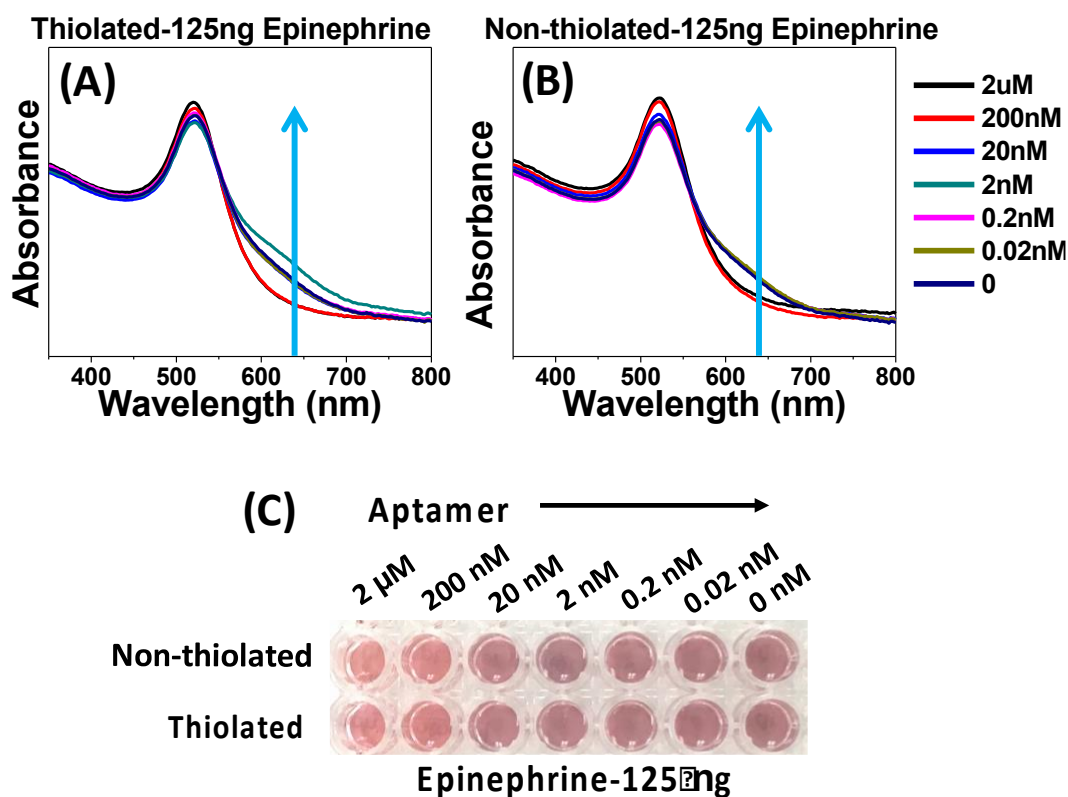 Thiolated-125ng Epinephrine
(A)
Absorbance
400 500 600 700 800
Wavelength (nm)
Non-thiolated-125ng Epinephrine
(B)
Absorbance
400 500 600 700 800
Wavelength (nm)
2uM
200nM
20nM
2nM
0.2nM
0.02nM
0
(C)
Aptamer
2 µM 200 nM 20 nM 2 nM 0.2 nM 0.02 nM 0 nM
Non-thiolated
Thiolated
Epinephrine-125⍰ng